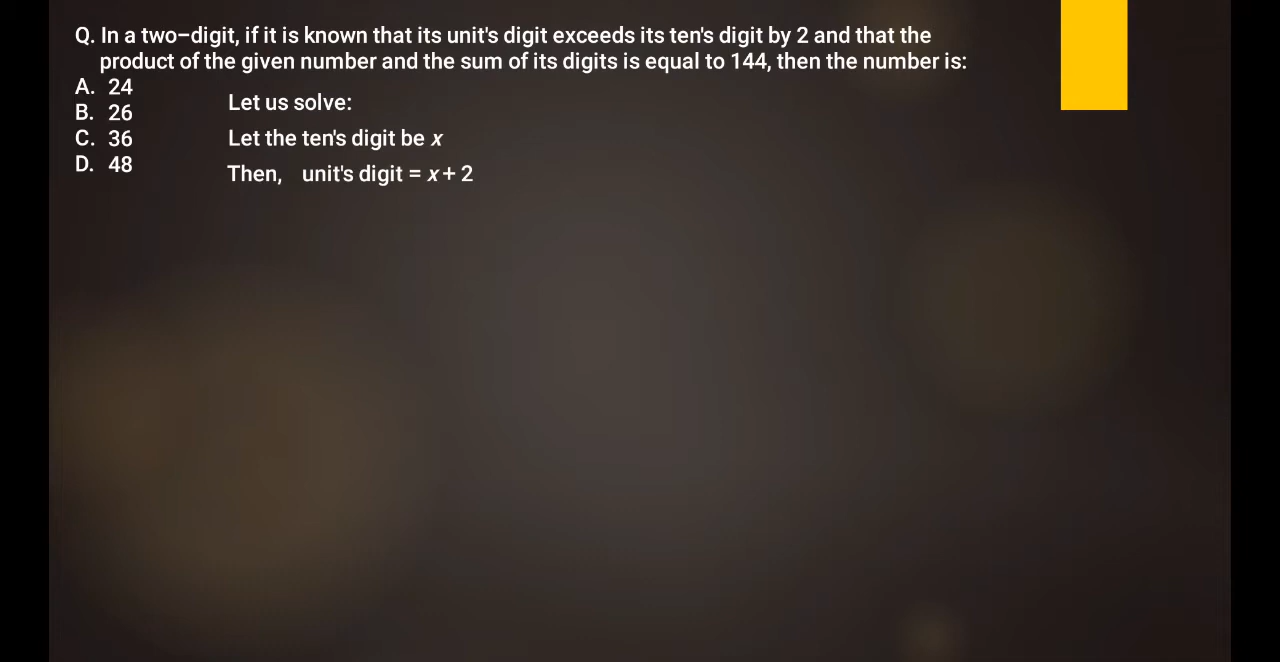 Q. In a two–digit, if it is known that its unit's digit exceeds its ten's digit by 2 and that the
product of the given number and the sum of its digits is equal to 144, then the number is:
A. 24
B. 26
C. 36
D. 48
Let us solve:
Let the ten's digit be x
Then, unit's digit = x + 2